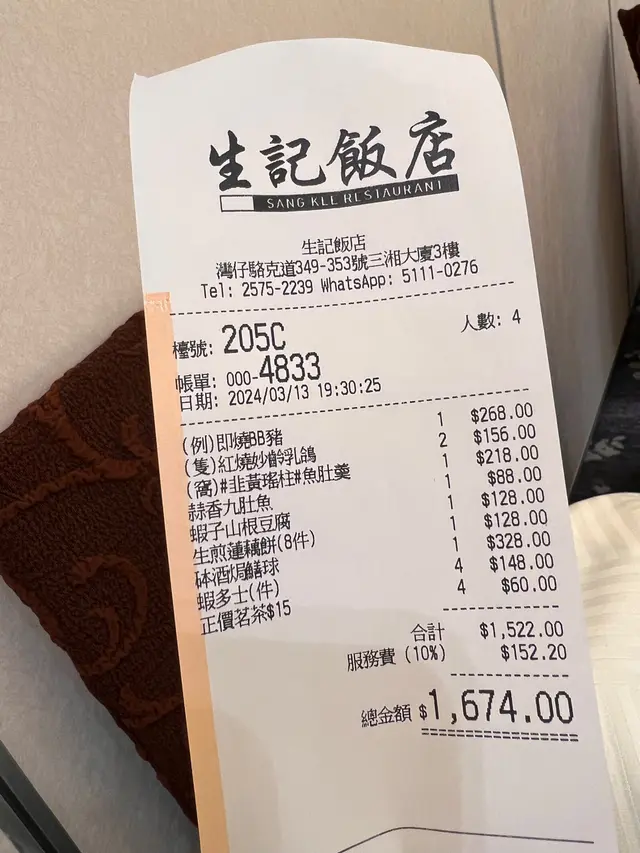 生記飯店
SANG KEE RESTAURANT
生記飯店
灣仔駱克道349-353號三湘大廈3樓
Tel: 2575-2239 WhatsApp: 5111-0276
檯號: 205C 人數: 4
帳單: 000-4833
日期: 2024/03/13 19:30:25
(例)即燒BB豬 1 $268.00
(隻)紅燒妙齡乳鴿 2 $156.00
(窩)#韭黃瑤柱#魚肚羹 1 $218.00
蒜香九肚魚 1 $88.00
蝦子山根豆腐 1 $128.00
生煎蓮藕餅(8件) 1 $128.00
砵酒焗鱔球 1 $328.00
蝦多士(件) 4 $148.00
正價茗茶$15 4 $60.00
合計 $1,522.00
服務費(10%) $152.20
總金額 $1,674.00